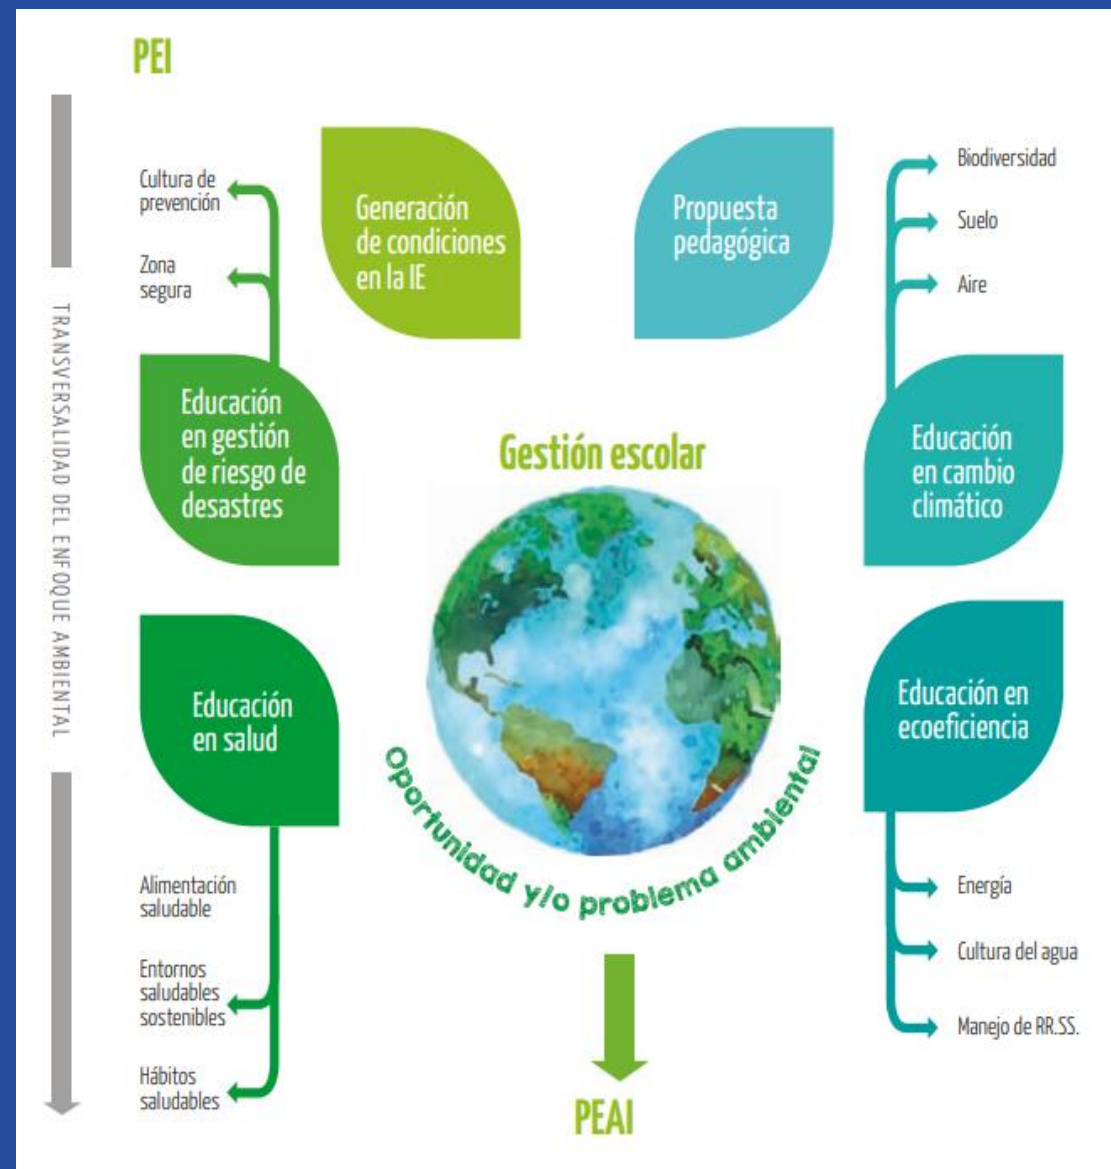 PEI
TRANSVERSALIDAD DEL ENFOQUE AMBIENTAL
Cultura de
prevención
Zona
segura
Generación
de condiciones
en la IE
Propuesta
pedagógica
Biodiversidad
Suelo
Aire
Educación
en gestión
de riesgo de
desastres
Gestión escolar
Educación
en cambio
climático
Educación
en salud
Educación en
ecoeficiencia
Oportunidad y/o problema ambiental
Alimentación
saludable
Entornos
saludables
sostenibles
Hábitos
saludables
Energía
Cultura del agua
Manejo de RR.SS.
PEAI